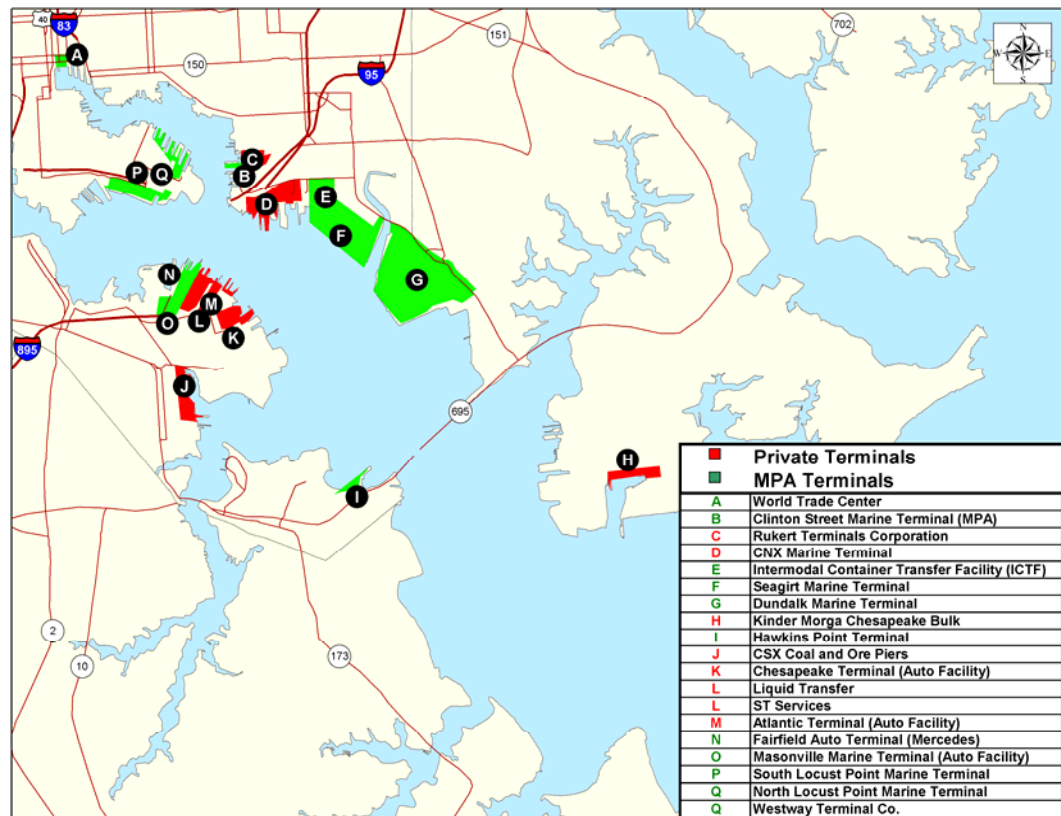 40
83
A
150
95
151
702
N
W E
S
C
B
P Q
D
E
F
G
N
M
O L
K
895
J
695
H
I
2
10
173
Private Terminals
MPA Terminals
A World Trade Center
B Clinton Street Marine Terminal (MPA)
C Rukert Terminals Corporation
D CNX Marine Terminal
E Intermodal Container Transfer Facility (ICTF)
F Seagirt Marine Terminal
G Dundalk Marine Terminal
H Kinder Morga Chesapeake Bulk
I Hawkins Point Terminal
J CSX Coal and Ore Piers
K Chesapeake Terminal (Auto Facility)
L Liquid Transfer
L ST Services
M Atlantic Terminal (Auto Facility)
N Fairfield Auto Terminal (Mercedes)
O Masonville Marine Terminal (Auto Facility)
P South Locust Point Marine Terminal
Q North Locust Point Marine Terminal
Q Westway Terminal Co.